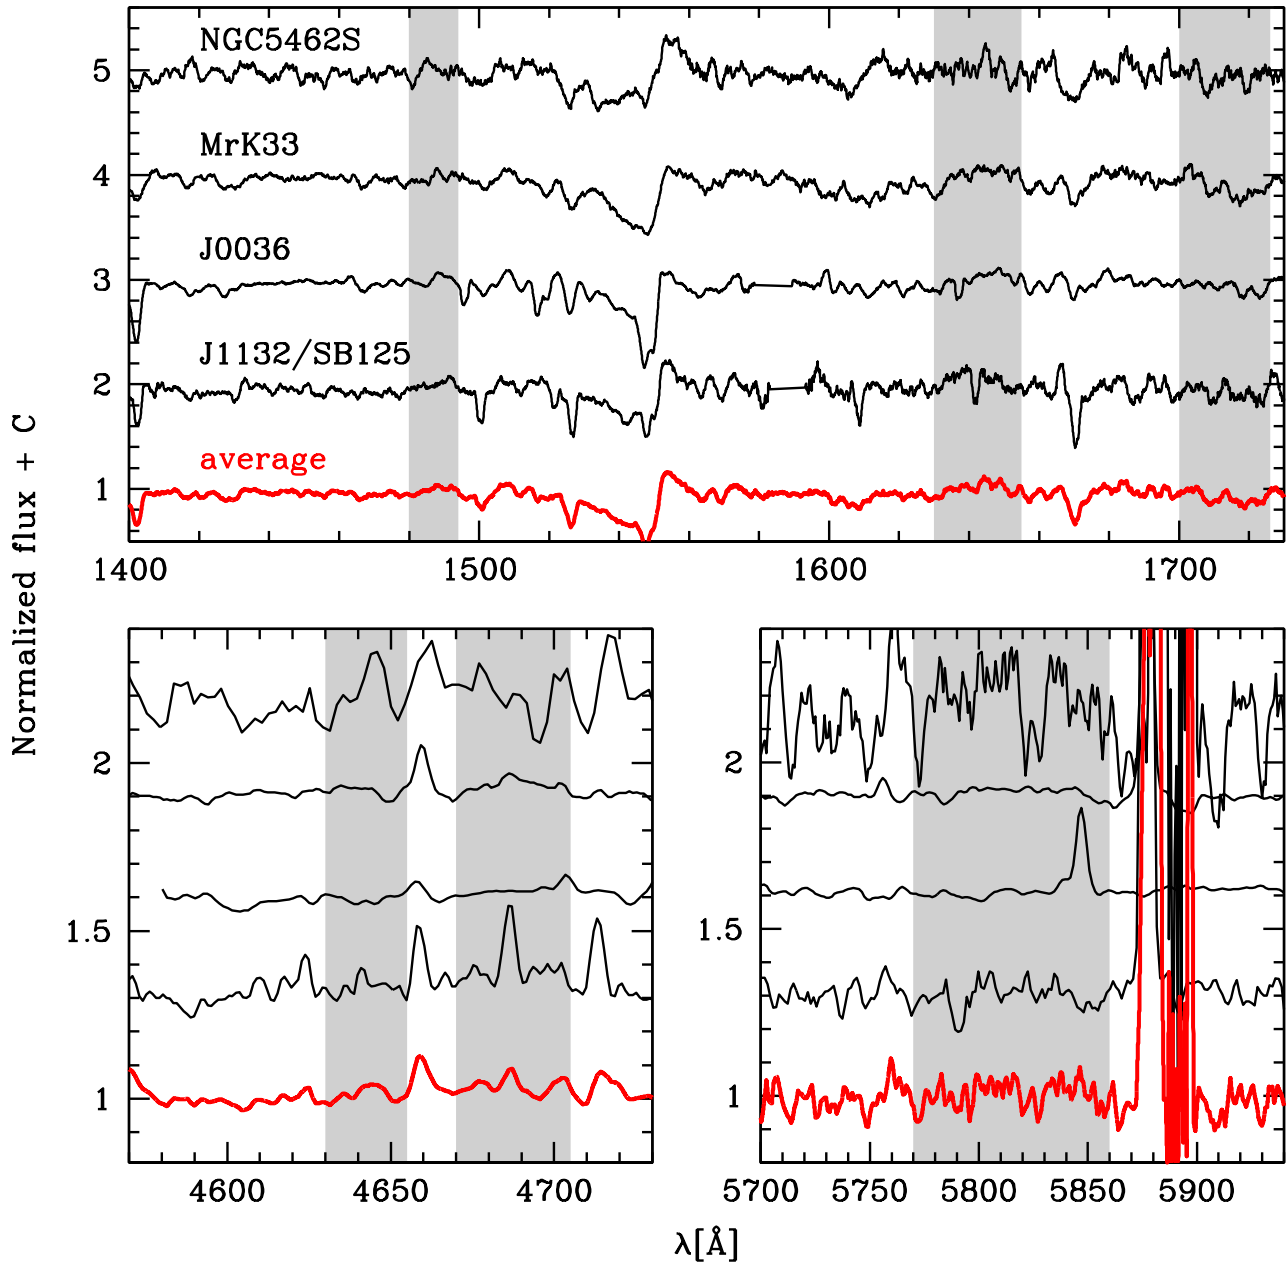 NGC5462S
5
MrK33
4
J0036
3
J1132/SB125
2
average
1
1400 1500 1600 1700
Normalized flux + C
2
1.5
1
4600 4650 4700
2
1.5
1
5700 5750 5800 5850 5900
λ[Å]